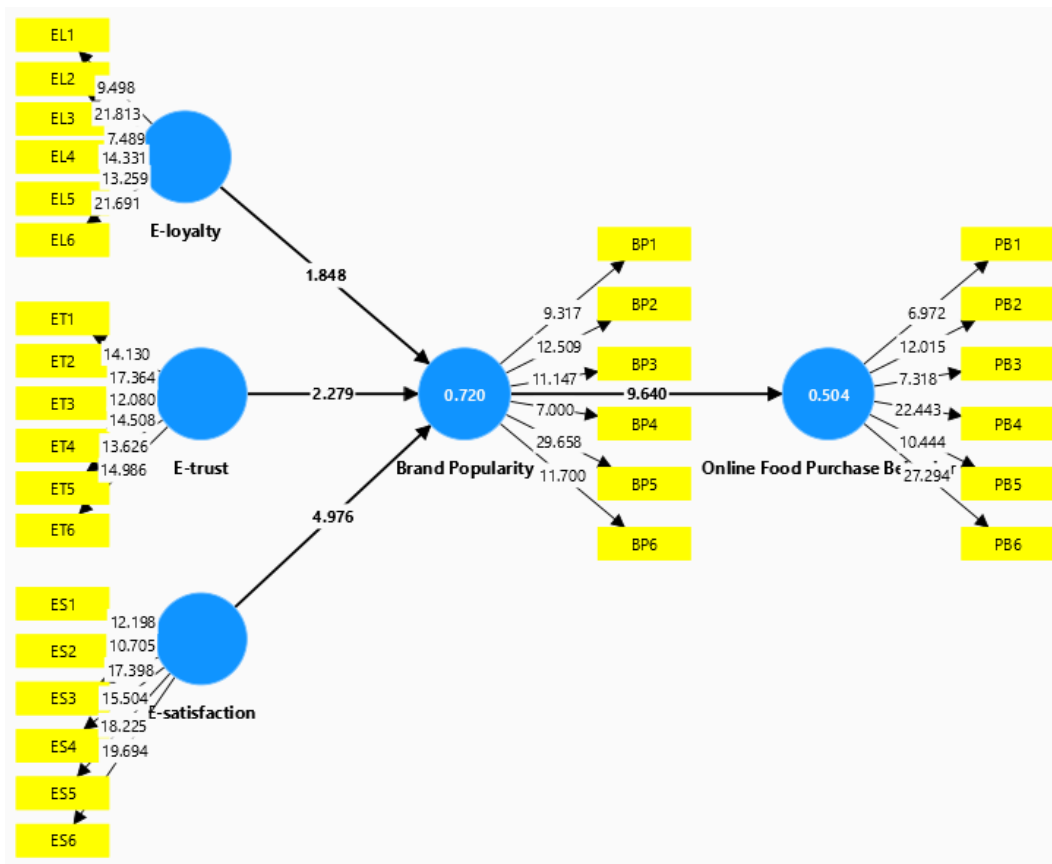 EL1
EL2
EL3
EL4
EL5
EL6
9.498
21.813
7.489
14.331
13.259
21.691
E-loyalty
1.848
ET1
ET2
ET3
ET4
ET5
ET6
14.130
17.364
12.080
14.508
13.626
14.986
E-trust
2.279
ES1
ES2
ES3
ES4
ES5
ES6
12.198
10.705
17.398
15.504
18.225
19.694
E-satisfaction
4.976
0.720
Brand Popularity
9.317
12.509
11.147
7.000
29.658
11.700
BP1
BP2
BP3
BP4
BP5
BP6
9.640
0.504
Online Food Purchase
6.972
12.015
7.318
22.443
10.444
27.294
PB1
PB2
PB3
PB4
PB5
PB6